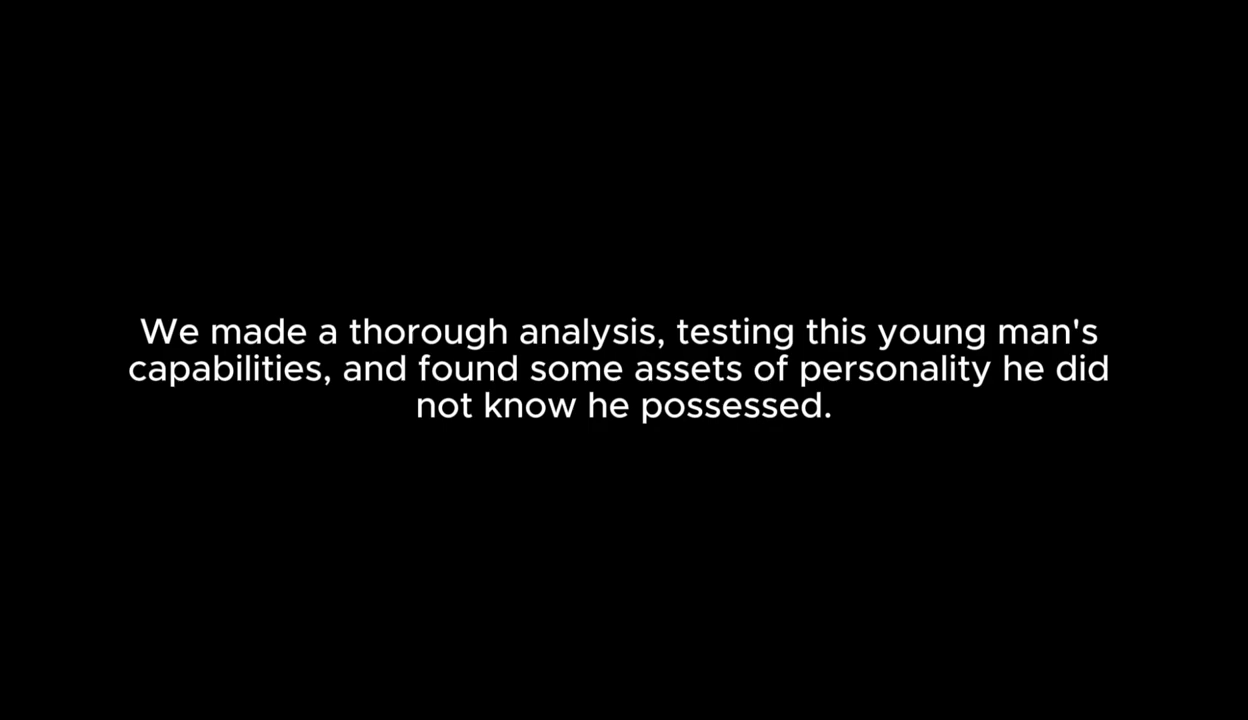 We made a thorough analysis, testing this young man's
capabilities, and found some assets of personality he did
not know he possessed.